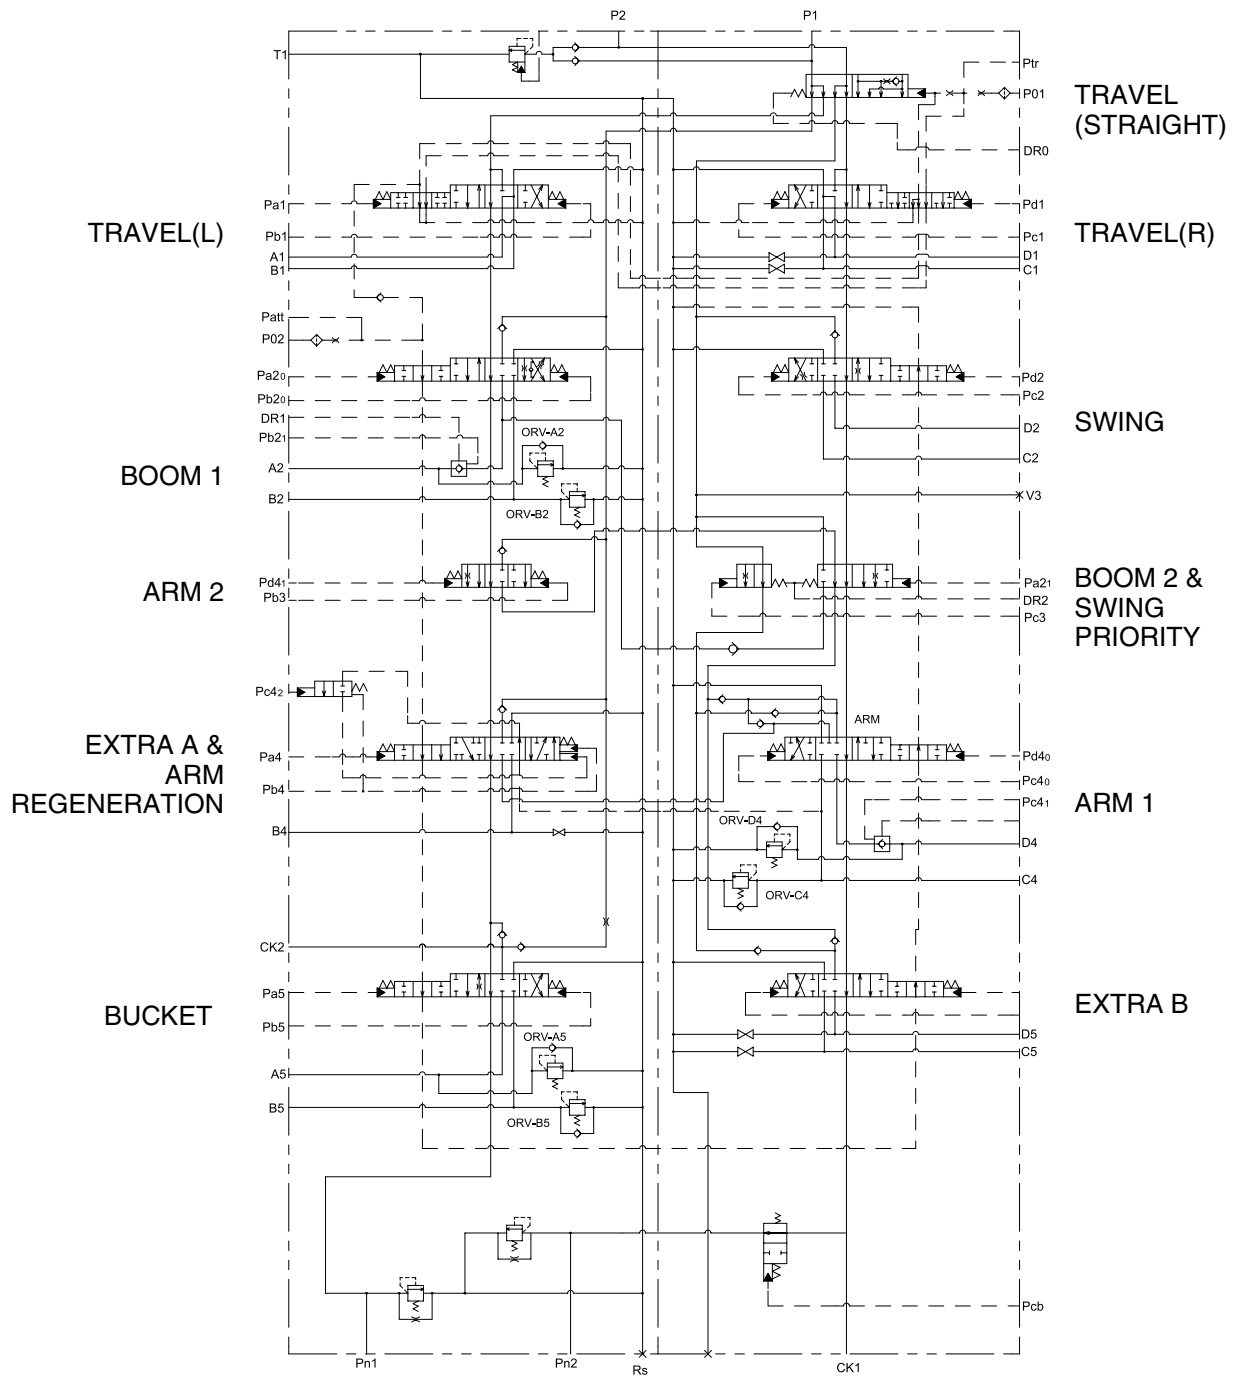 P2
P1
T1
Ptr
P01
TRAVEL
(STRAIGHT)
DR0
Pa1
Pd1
TRAVEL(L)
Pb1
Pc1
TRAVEL(R)
A1
D1
B1
C1
Patt
P02
Pa20
Pd2
Pb20
Pc2
DR1
SWING
ORV-A2
D2
Pb21
BOOM 1
A2
C2
B2
V3
ORV-B2
Pd41
Pa21
ARM 2
BOOM 2 &
SWING
PRIORITY
Pb3
DR2
Pc3
Pc42
ARM
EXTRA A &
ARM
REGENERATION
Pa4
Pd40
Pb4
Pc40
Pc41
ARM 1
ORV-D4
B4
D4
C4
ORV-C4
CK2
Pa5
BUCKET
EXTRA B
Pb5
D5
ORV-A5
C5
A5
B5
ORV-B5
Pcb
Pn1
Pn2
Rs
CK1